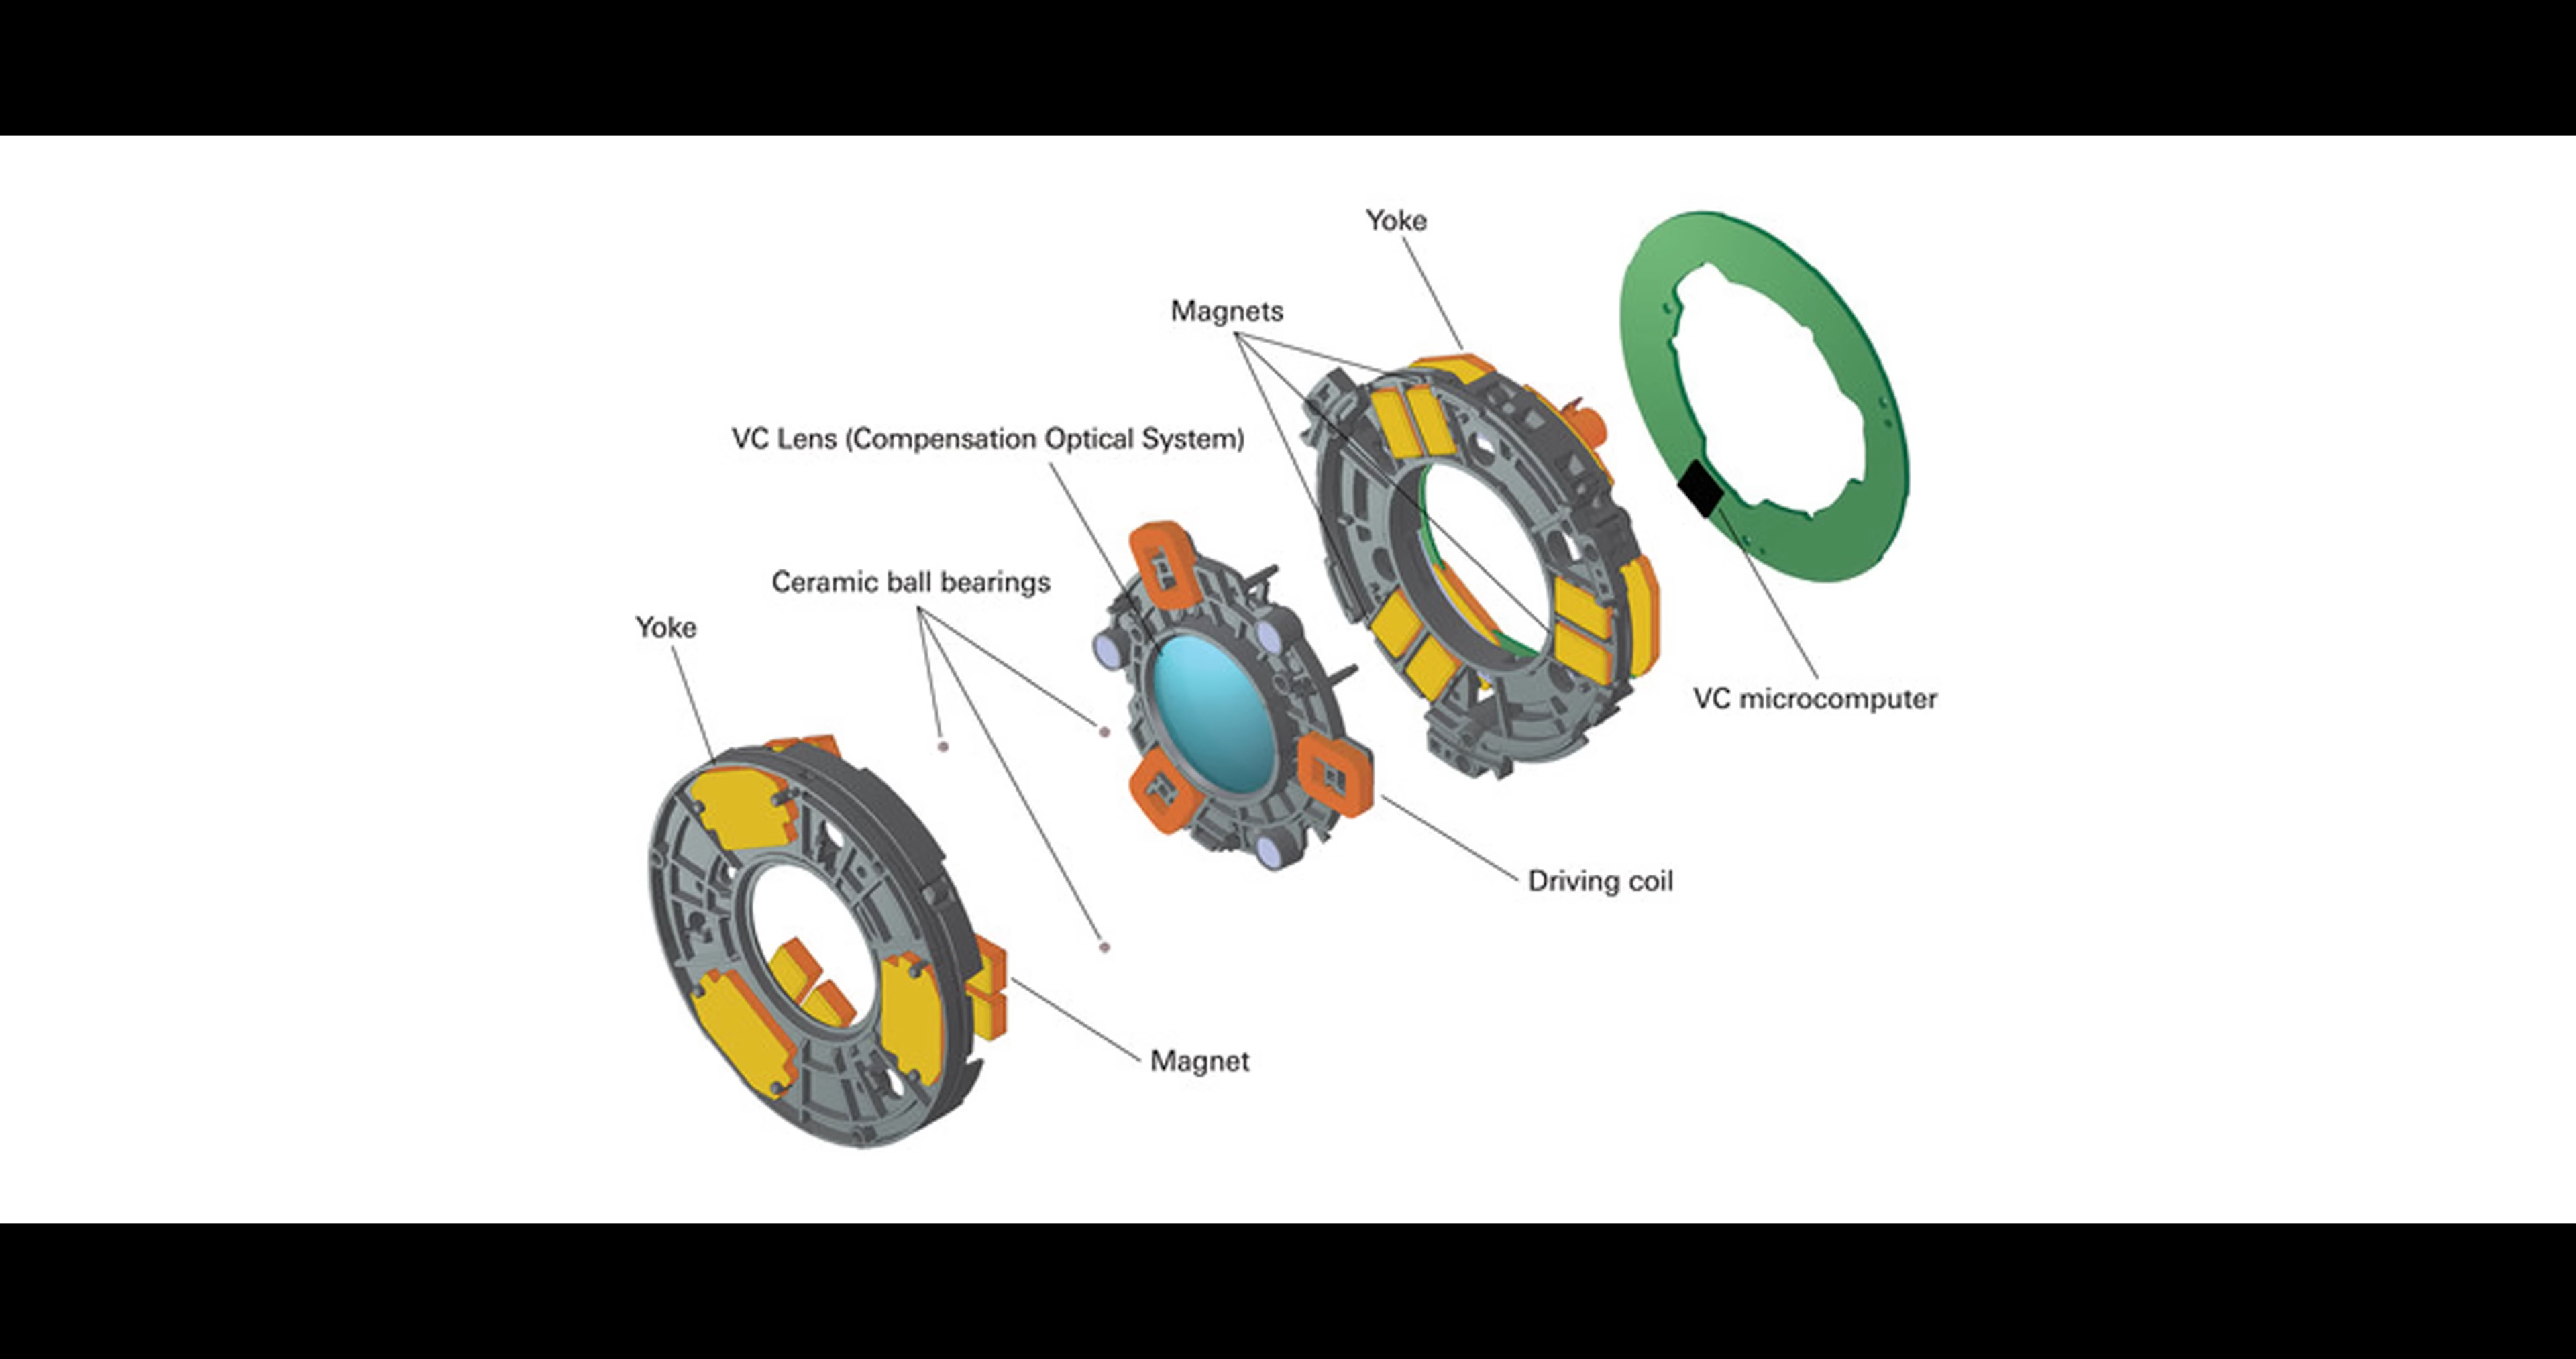 Yoke
Magnets
VC Lens (Compensation Optical System)
Ceramic ball bearings
Yoke
VC microcomputer
Driving coil
Magnet